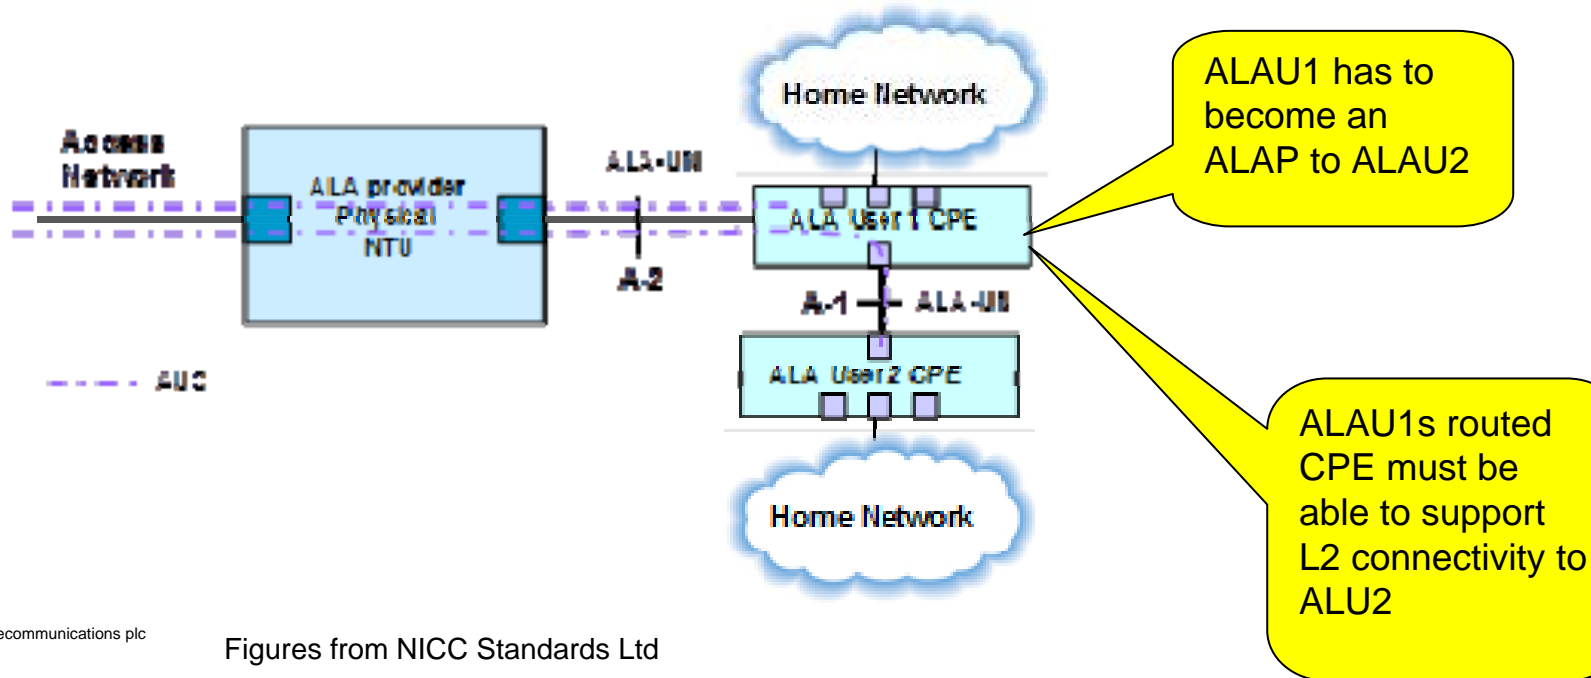 Home Network
ALAU1 has to
become an
ALAP to ALAU2
Access
Network
ALA provider
Physical
NTU
ALA-UNI
A-2
ALA User 1 CPE
A-1
ALA-UNI
ALA User2 CPE
AUC
Home Network
ALAU1s routed
CPE must be
able to support
L2 connectivity to
ALU2
ecommunications plc
Figures from NICC Standards Ltd